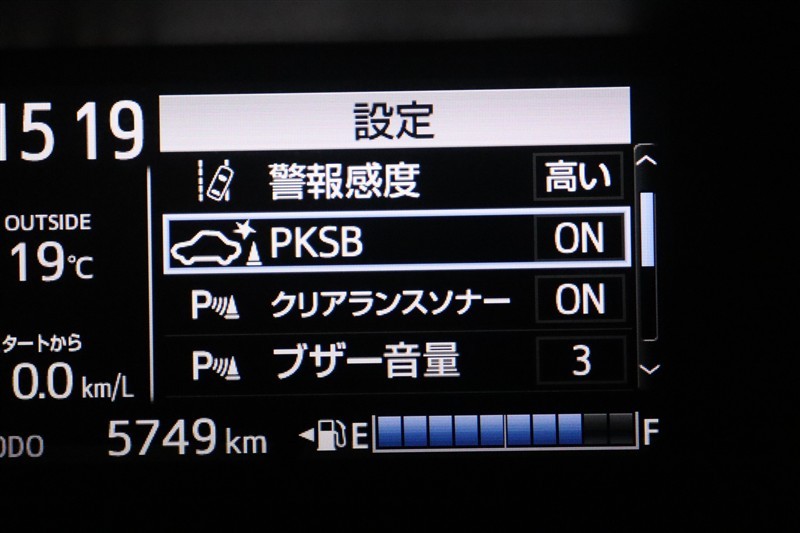 15 19
設定
警報感度 高い
OUTSIDE
19℃
PKSB ON
P クリアランスソナー ON
タートから
0.0 km/L
P ブザー音量 3
ODO 5749 km
E F